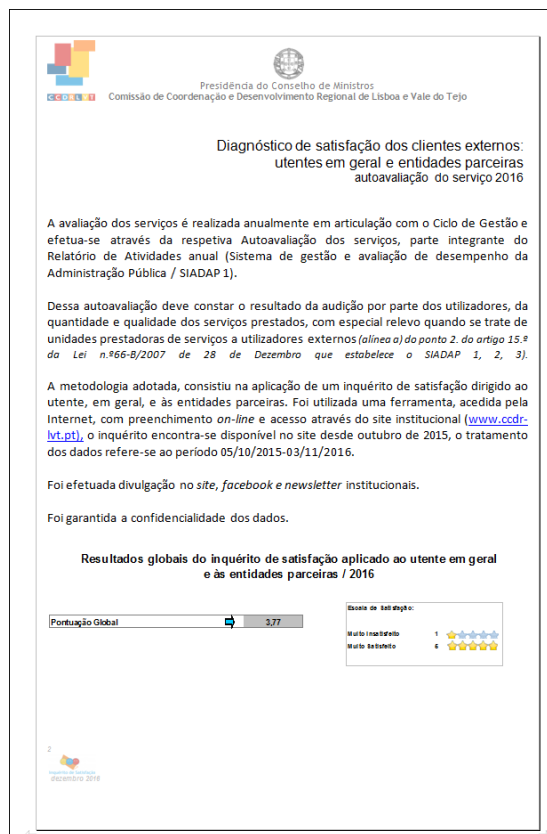 CCDRLVT
Presidência do Conselho de Ministros
Comissão de Coordenação e Desenvolvimento Regional de Lisboa e Vale do Tejo
Diagnóstico de satisfação dos clientes externos:
utentes em geral e entidades parceiras
autoavaliação do serviço 2016
A avaliação dos serviços é realizada anualmente em articulação com o Ciclo de Gestão e
efetua-se através da respetiva Autoavaliação dos serviços, parte integrante do
Relatório de Atividades anual (Sistema de gestão e avaliação de desempenho da
Administração Pública / SIADAP 1).
Dessa autoavaliação deve constar o resultado da audição por parte dos utilizadores, da
quantidade e qualidade dos serviços prestados, com especial relevo quando se trate de
unidades prestadoras de serviços a utilizadores externos (alínea a) do ponto 2. do artigo 15.º
da Lei n.º66-B/2007 de 28 de Dezembro que estabelece o SIADAP 1, 2, 3).
A metodologia adotada, consistiu na aplicação de um inquérito de satisfação dirigido ao
utente, em geral, e às entidades parceiras. Foi utilizada uma ferramenta, acedida pela
Internet, com preenchimento on-line e acesso através do site institucional (www.ccdr-
lvt.pt), o inquérito encontra-se disponível no site desde outubro de 2015, o tratamento
dos dados refere-se ao período 05/10/2015-03/11/2016.
Foi efetuada divulgação no site, facebook e newsletter institucionais.
Foi garantida a confidencialidade dos dados.
Resultados globais do inquérito de satisfação aplicado ao utente em geral
e às entidades parceiras / 2016
Pontuação Global 3,77
Escala de Satisfação:
Muito Insatisfeito 1
Muito Satisfeito 5
2
inquérito de satisfação
dezembro 2016